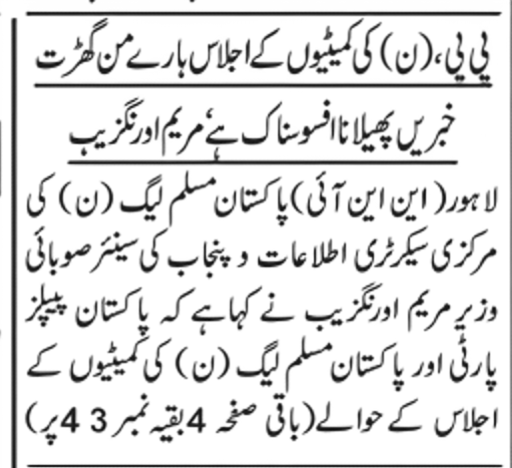 پی پی، (ن) کی کمیٹیوں کے اجلاس بارے من گھڑت
خبریں پھیلانا افسوسناک ہے، مریم اورنگزیب
لاہور (این این آئی) پاکستان مسلم لیگ (ن) کی
مرکزی سیکرٹری اطلاعات و پنجاب کی سینئر صوبائی
وزیر مریم اورنگزیب نے کہا ہے کہ پاکستان پیپلز
پارٹی اور پاکستان مسلم لیگ (ن) کی کمیٹیوں کے
اجلاس کے حوالے (باقی صفحہ 4 بقیہ نمبر 43 پر)